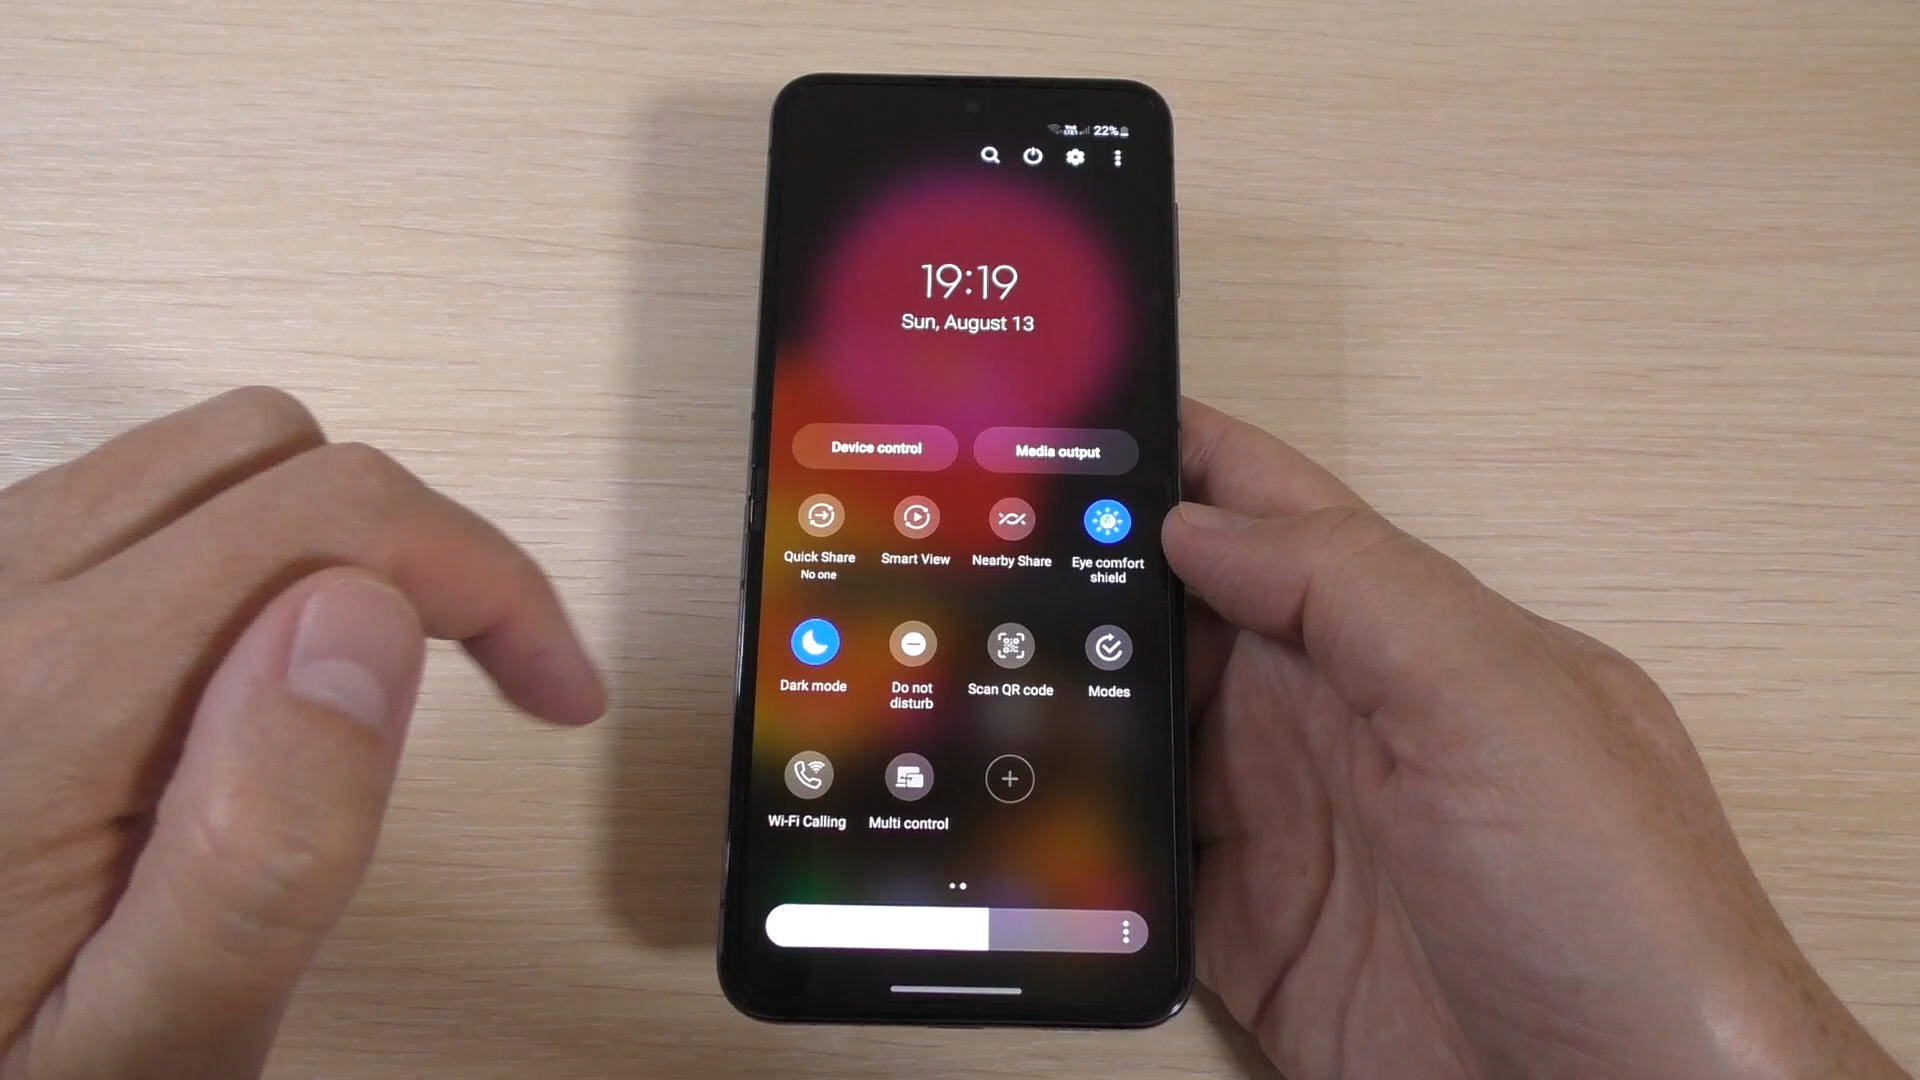 22%
19:19
Sun, August 13
Device control
Media output
Quick Share
No one
Smart View
Nearby Share
Eye comfort
shield
Dark mode
Do not
disturb
Scan QR code
Modes
Wi-Fi Calling
Multi control